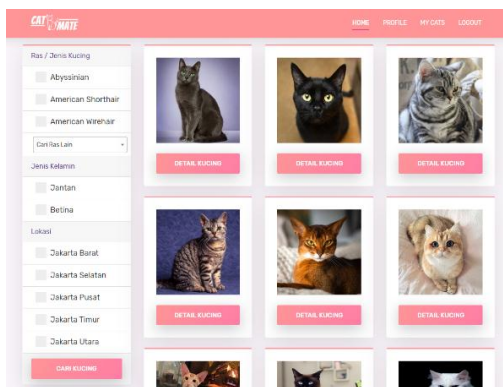 CAT MATE
HOME PROFILE MY CATS LOGOUT
Ras / Jenis Kucing
Abyssinian
American Shorthair
American Wirehair
Cari Ras Lain
Jenis Kelamin
Jantan
Betina
Lokasi
Jakarta Barat
Jakarta Selatan
Jakarta Pusat
Jakarta Timur
Jakarta Utara
CARI KUCING
DETAIL KUCING
DETAIL KUCING
DETAIL KUCING
DETAIL KUCING
DETAIL KUCING
DETAIL KUCING